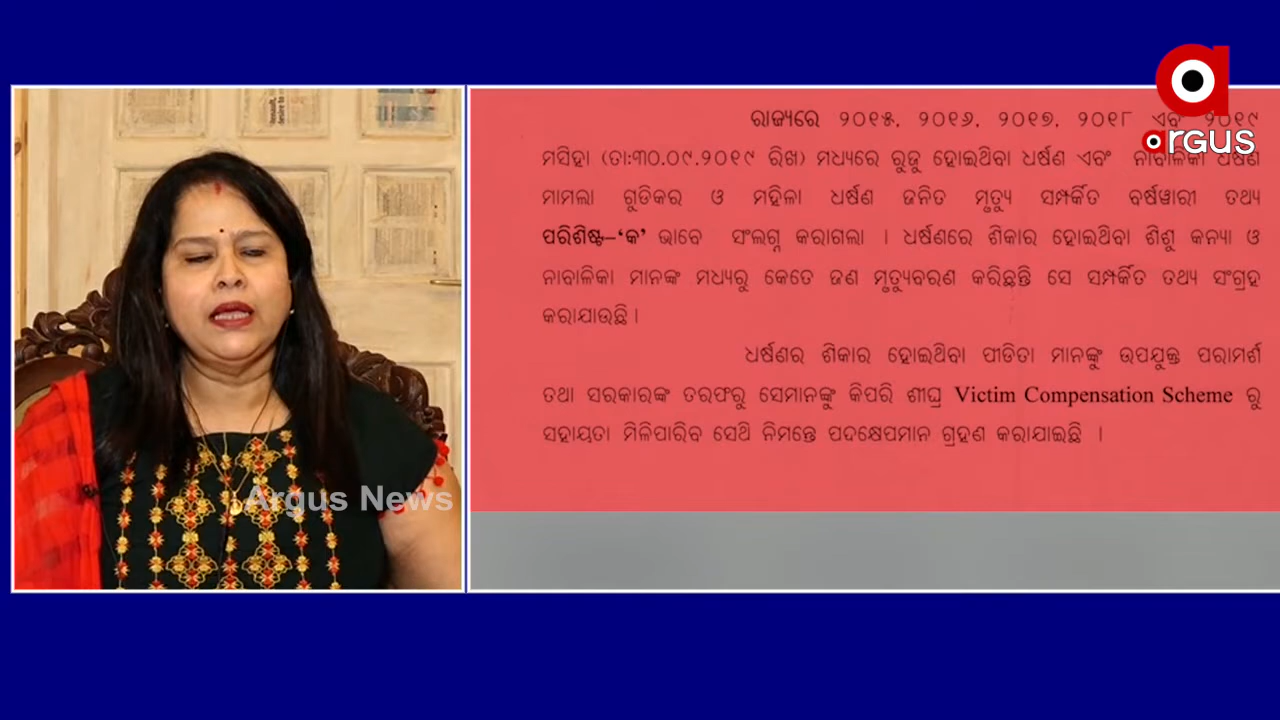 argus
ରାଜ୍ୟରେ ୨୦୧୫, ୨୦୧୬, ୨୦୧୭, ୨୦୧୮ ଏବଂ ୨୦୧୯
ମସିହା (ତା:୩୦.୦୯.୨୦୧୯ ରିଖ) ମଧ୍ୟରେ ରୁଜୁ ହୋଇଥିବା ଧର୍ଷଣ ଏବଂ ନାବାଳିକା ଧର୍ଷଣ
ମାମଲା ଗୁଡିକର ଓ ମହିଳା ଧର୍ଷଣ ଜନିତ ମୃତ୍ୟୁ ସମ୍ପର୍କିତ ବର୍ଷୱାରୀ ତଥ୍ୟ
ପରିଶିଷ୍ଟ–‘କ’ ଭାବେ ସଂଲଗ୍ନ କରାଗଲା । ଧର୍ଷଣରେ ଶିକାର ହୋଇଥିବା ଶିଶୁ କନ୍ୟା ଓ
ନାବାଳିକା ମାନଙ୍କ ମଧ୍ୟରୁ କେତେ ଜଣ ମୃତ୍ୟୁବରଣ କରିଛନ୍ତି ସେ ସମ୍ପର୍କିତ ତଥ୍ୟ ସଂଗ୍ରହ
କରାଯାଉଛି।
ଧର୍ଷଣର ଶିକାର ହୋଇଥିବା ପୀଡିତା ମାନଙ୍କୁ ଉପଯୁକ୍ତ ପରାମର୍ଶ
ତଥା ସରକାରଙ୍କ ତରଫରୁ ସେମାନଙ୍କୁ କିପରି ଶୀଘ୍ର Victim Compensation Scheme ରୁ
ସହାୟତା ମିଳିପାରିବ ସେଥି ନିମନ୍ତେ ପଦକ୍ଷେପମାନ ଗ୍ରହଣ କରାଯାଇଛି ।
Argus News